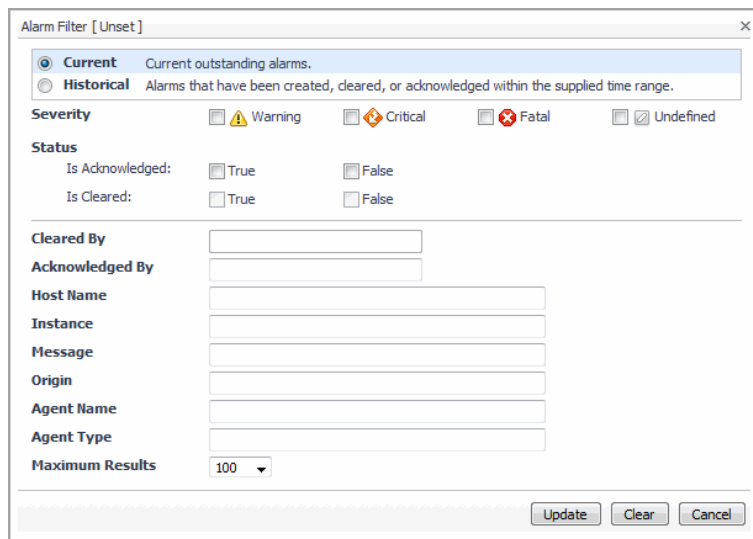 Alarm Filter [ Unset ]
Current Current outstanding alarms.
Historical Alarms that have been created, cleared, or acknowledged within the supplied time range.
Severity Warning Critical Fatal Undefined
Status
Is Acknowledged: True False
Is Cleared: True False
Cleared By
Acknowledged By
Host Name
Instance
Message
Origin
Agent Name
Agent Type
Maximum Results 100
Update Clear Cancel